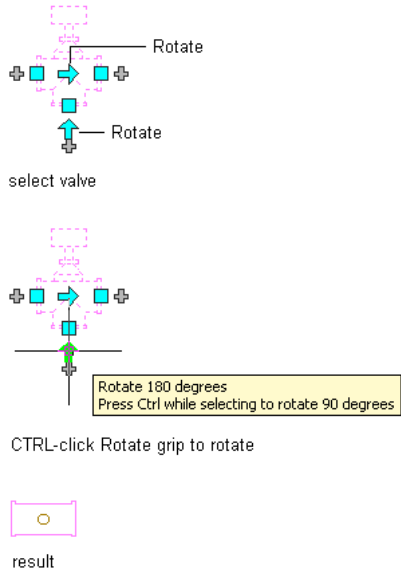 Rotate
Rotate
select valve
Rotate 180 degrees
Press Ctrl while selecting to rotate 90 degrees
CTRL-click Rotate grip to rotate
result